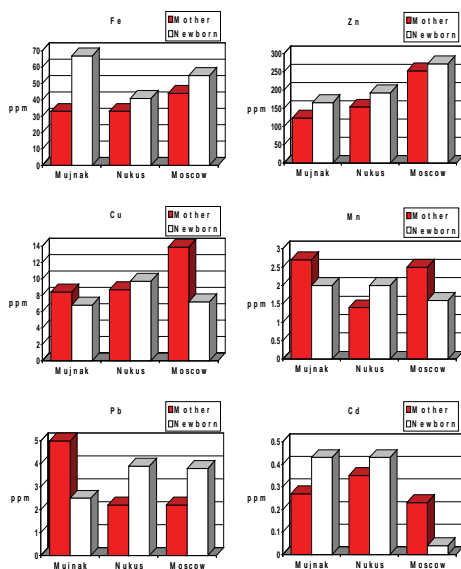 Fe
Mother
Newborn
70
60
50
40
30
20
10
0
ppm
Mujnak Nukus Moscow
Zn
Mother
Newborn
300
250
200
150
100
50
0
ppm
Mujnak Nukus Moscow
Cu
Mother
Newborn
14
12
10
8
6
4
2
0
ppm
Mujnak Nukus Moscow
Mn
Mother
Newborn
3
2.5
2
1.5
1
0.5
0
ppm
Mujnak Nukus Moscow
Pb
Mother
Newborn
5
4
3
2
1
0
ppm
Mujnak Nukus Moscow
Cd
Mother
Newborn
0.5
0.4
0.3
0.2
0.1
0
ppm
Mujnak Nukus Moscow